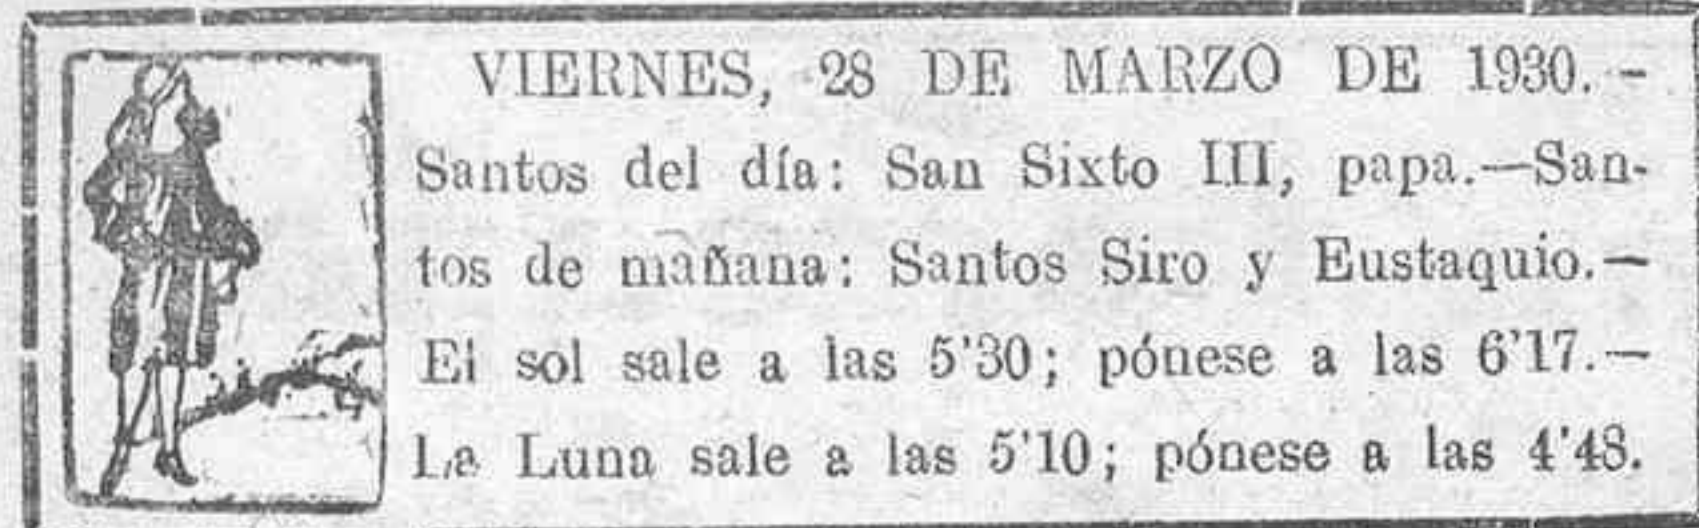 VIERNES, 28 DE MARZO DE 1930.—
Santos del día: San Sixto III, papa.—San-
tos de mañana: Santos Siro y Eustaquio.—
El sol sale a las 5'30; pónese a las 6'17.—
La Luna sale a las 5'10; pónese a las 4'48.